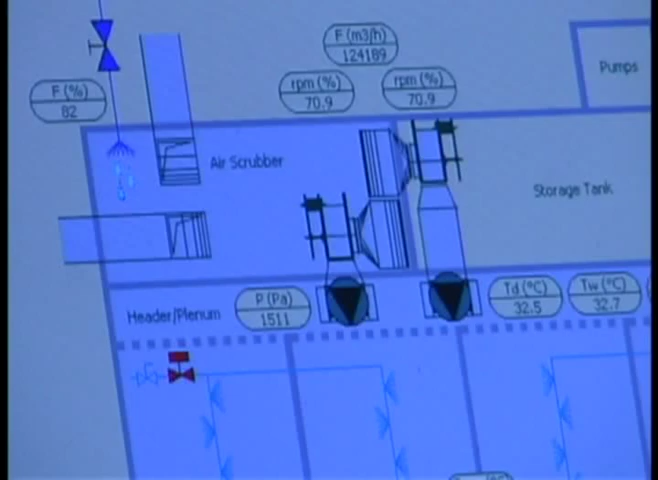 F (m3/h)
124189
F (%)
82
rpm (%)
70.9
rpm (%)
70.9
Pumps
Air Scrubber
Storage Tank
Header/Plenum
P (Pa)
1511
Td (°C)
32.5
Tw (°C)
32.7